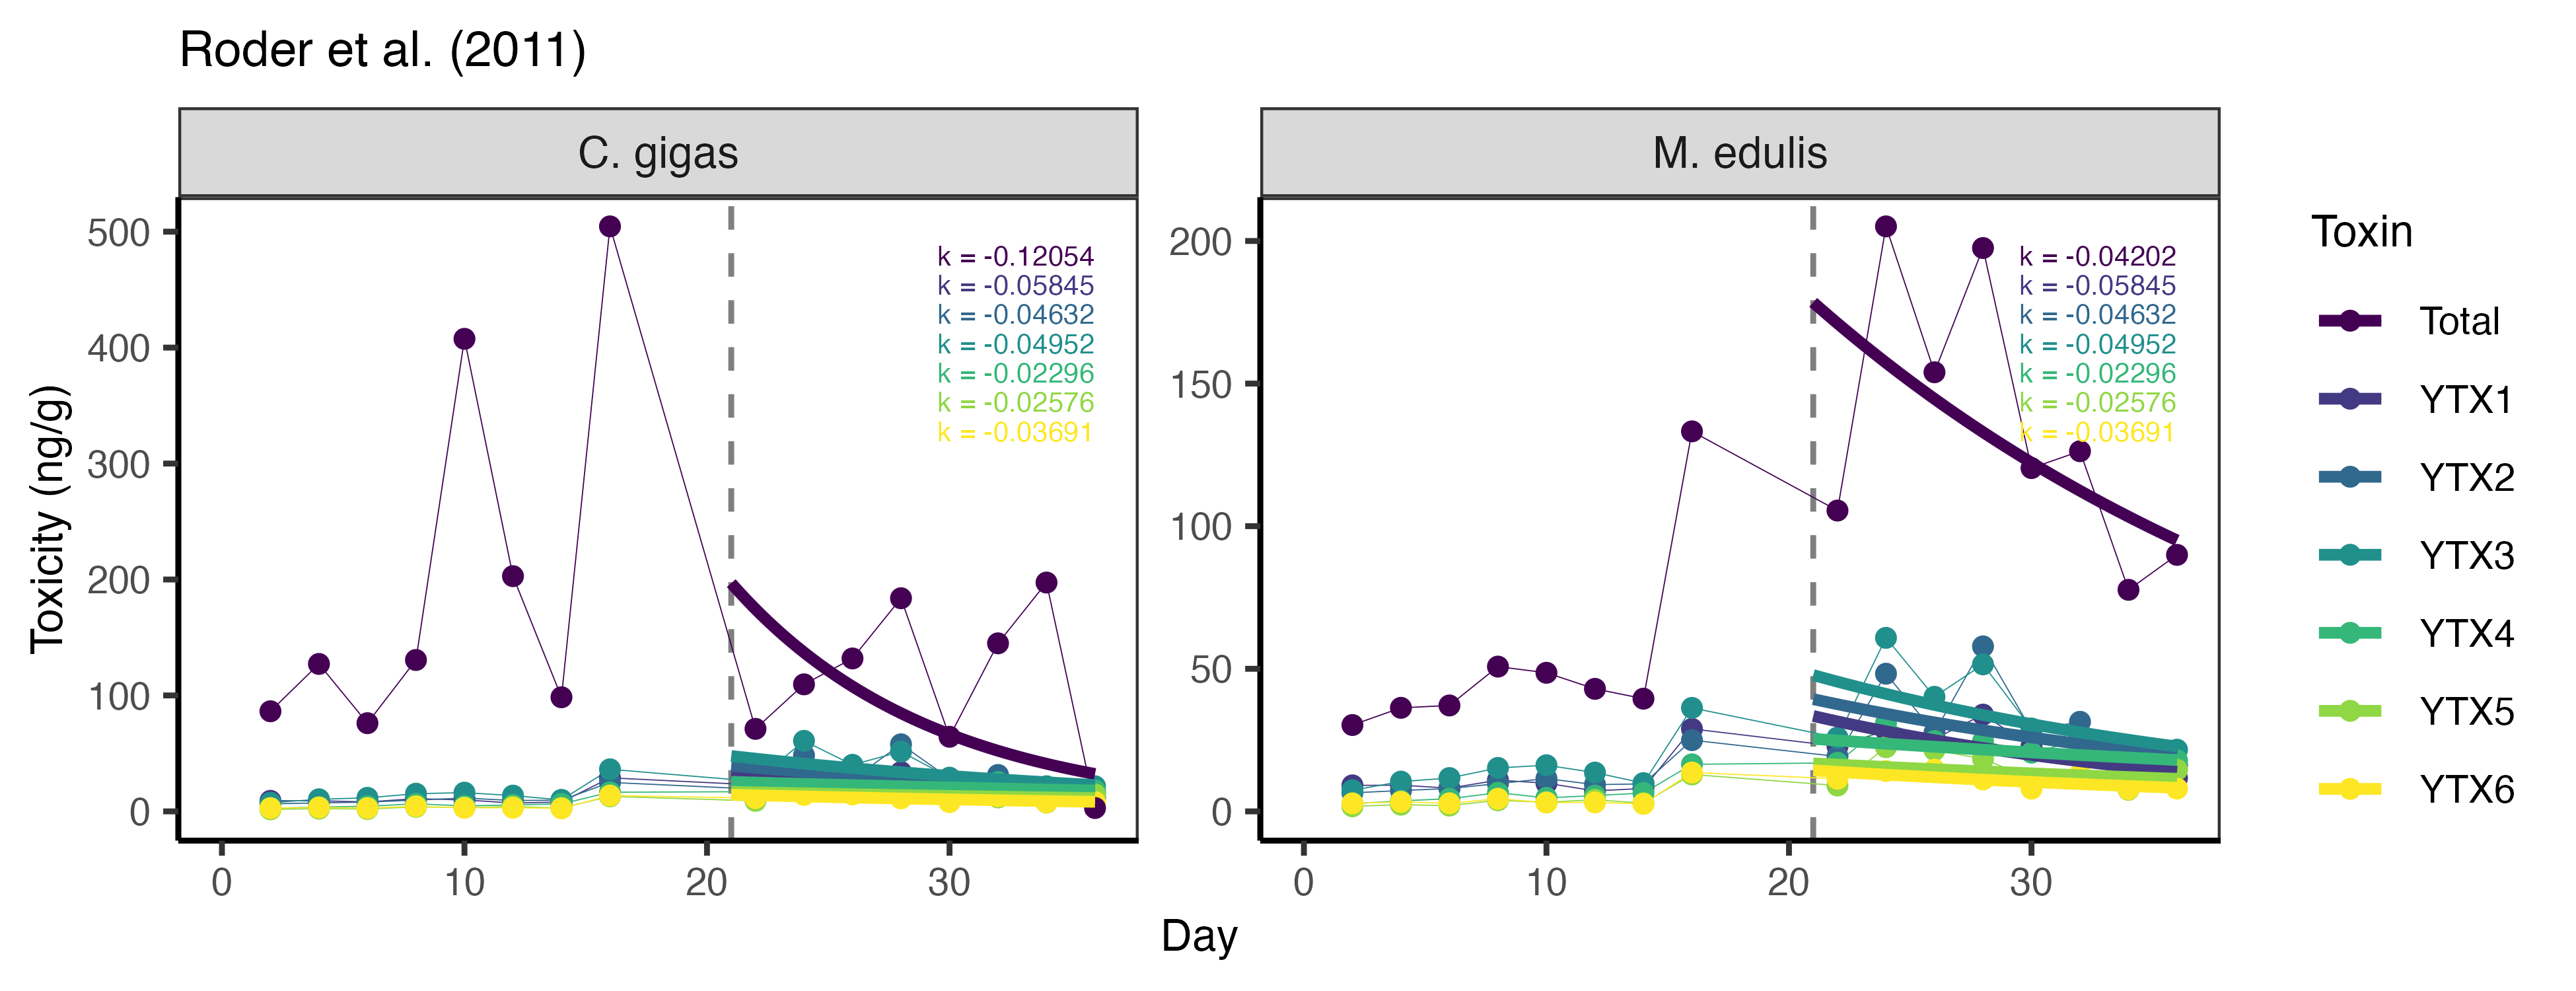 Roder et al. (2011)
C. gigas
M. edulis
Toxicity (ng/g)
500
400
300
200
100
0
k = -0.12054
k = -0.05845
k = -0.04632
k = -0.04952
k = -0.02296
k = -0.02576
k = -0.03691
0 10 20 30
200
150
100
50
0
k = -0.04202
k = -0.05845
k = -0.04632
k = -0.04952
k = -0.02296
k = -0.02576
k = -0.03691
0 10 20 30
Day
Toxin
Total
YTX1
YTX2
YTX3
YTX4
YTX5
YTX6